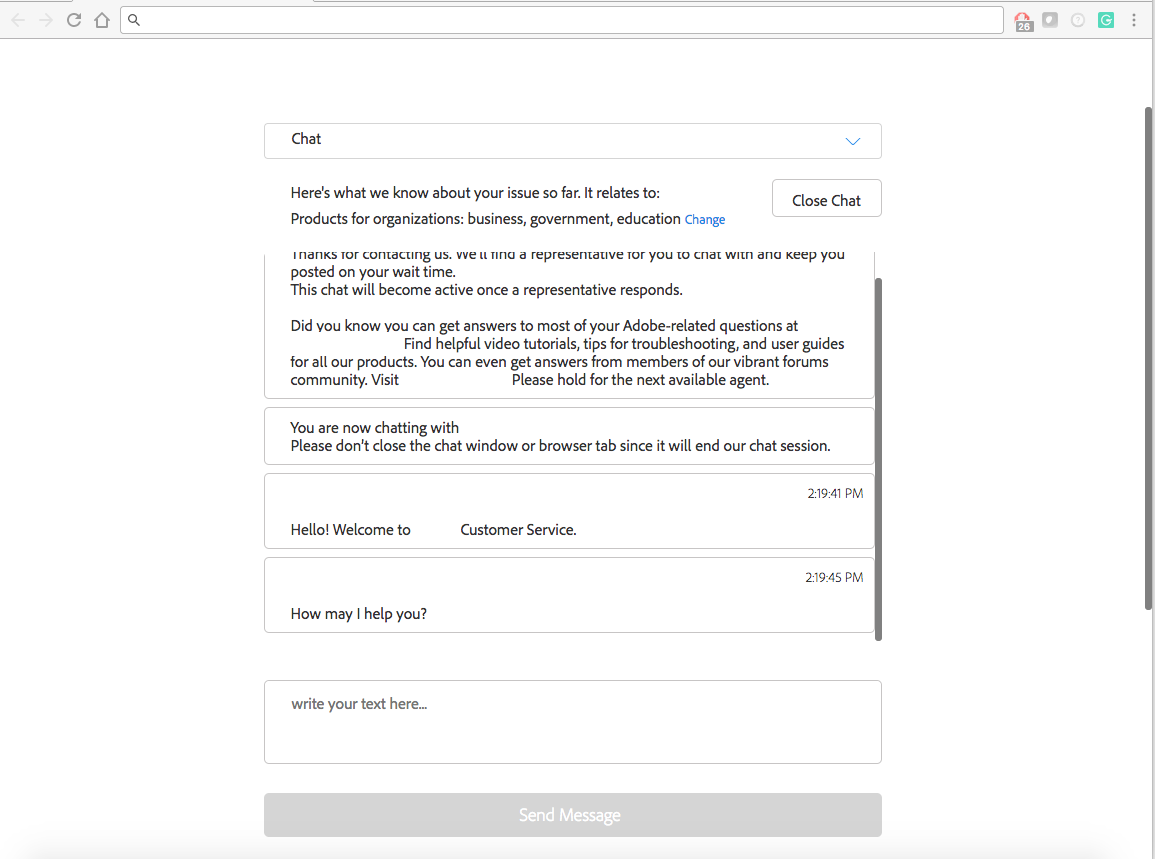 26
Chat
Here's what we know about your issue so far. It relates to:
Close Chat
Products for organizations: business, government, education Change
Thanks for contacting us. We'll find a representative for you to chat with and keep you
posted on your wait time.
This chat will become active once a representative responds.
Did you know you can get answers to most of your Adobe-related questions at
Find helpful video tutorials, tips for troubleshooting, and user guides
for all our products. You can even get answers from members of our vibrant forums
community. Visit Please hold for the next available agent.
You are now chatting with
Please don’t close the chat window or browser tab since it will end our chat session.
2:19:41 PM
Hello! Welcome to Customer Service.
2:19:45 PM
How may I help you?
write your text here...
Send Message